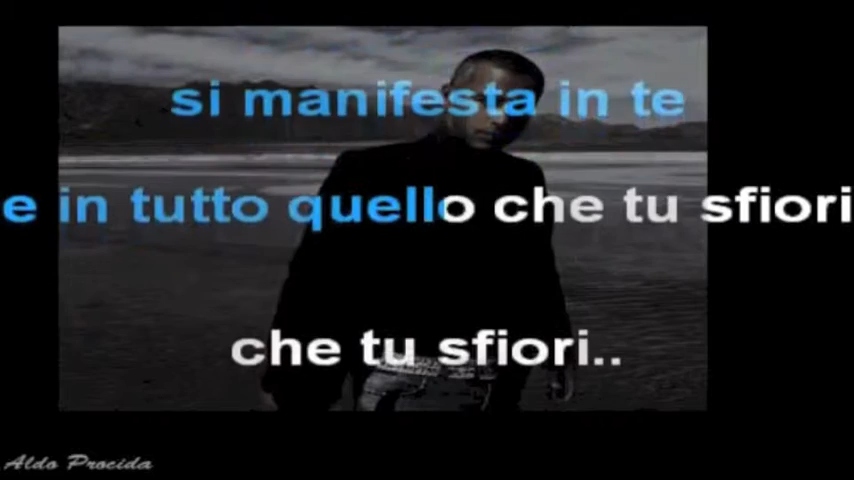 si manifesta in te
e in tutto quello che tu sfiori
che tu sfiori..
Aldo Procida